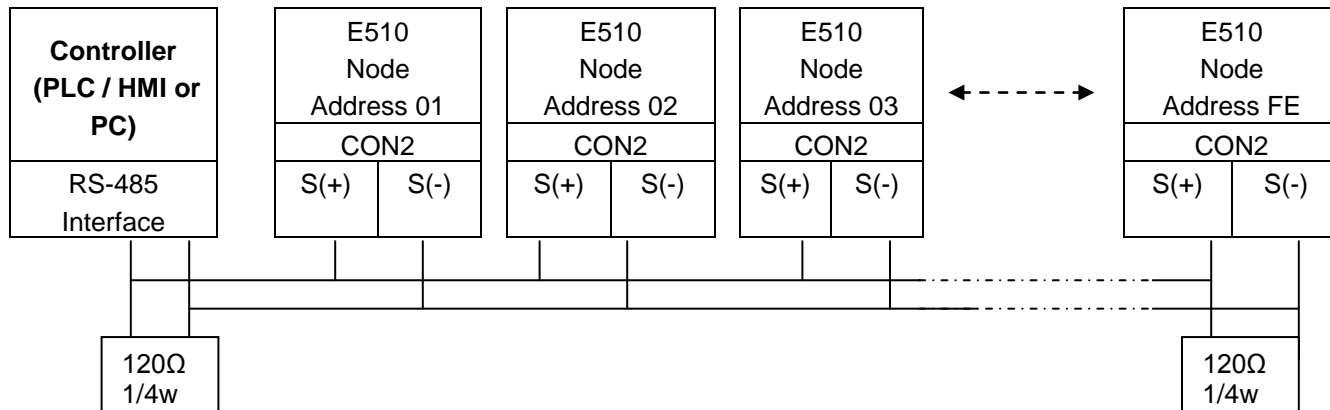 Controller
(PLC / HMI or
PC)
RS-485
Interface
E510
Node
Address 01
CON2
S(+) S(-)
E510
Node
Address 02
CON2
S(+) S(-)
E510
Node
Address 03
CON2
S(+) S(-)
E510
Node
Address FE
CON2
S(+) S(-)
120Ω
1/4w
120Ω
1/4w